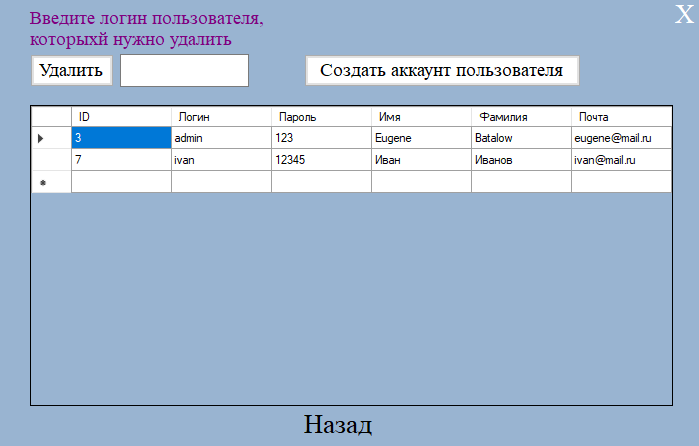 X
Введите логин пользователя,
которыхй нужно удалить
Удалить Создать аккаунт пользователя
ID Логин Пароль Имя Фамилия Почта
3 admin 123 Eugene Batalow eugene@mail.ru
7 ivan 12345 Иван Иванов ivan@mail.ru
Назад